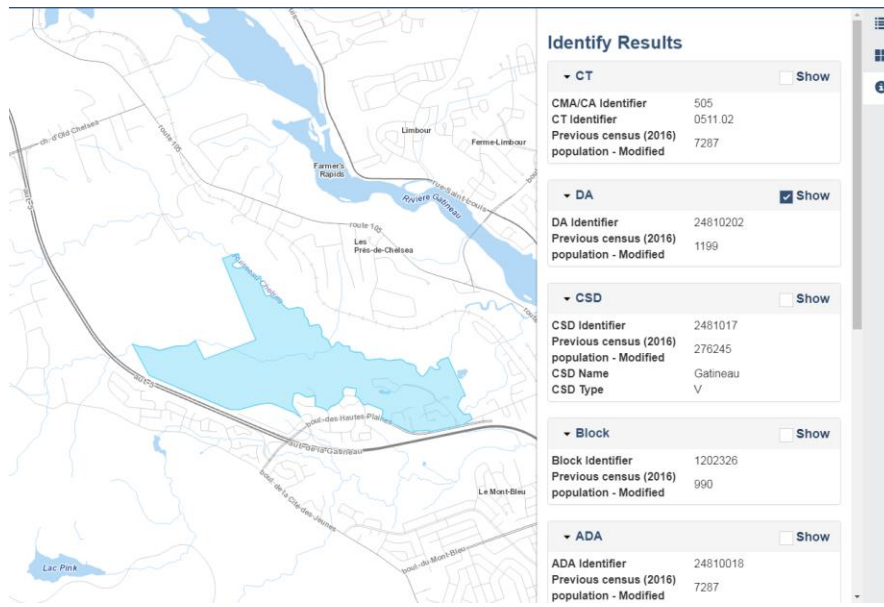 ch. d'Old Chelsea
route 105
Limbour
Ferme-Limbour
Farmer's
Rapids
rue-Saint-Louis
Rivière Gatineau
route 105
Les
Près-de-Chelsea
Ruisseau Chelsea
aut-5
boul.-des Hautes-Plaines
aut.-de-la-Gatineau
boul. de la Cité-des-Jeunes
Le Mont-Bleu
boul.-du Mont-Bleu
Lac Pink
Identify Results
CT Show
CMA/CA Identifier 505
CT Identifier 0511.02
Previous census (2016)
population - Modified 7287
DA Show
DA Identifier 24810202
Previous census (2016)
population - Modified 1199
CSD Show
CSD Identifier 2481017
Previous census (2016)
population - Modified 276245
CSD Name Gatineau
CSD Type V
Block Show
Block Identifier 1202326
Previous census (2016)
population - Modified 990
ADA Show
ADA Identifier 24810018
Previous census (2016)
population - Modified 7287